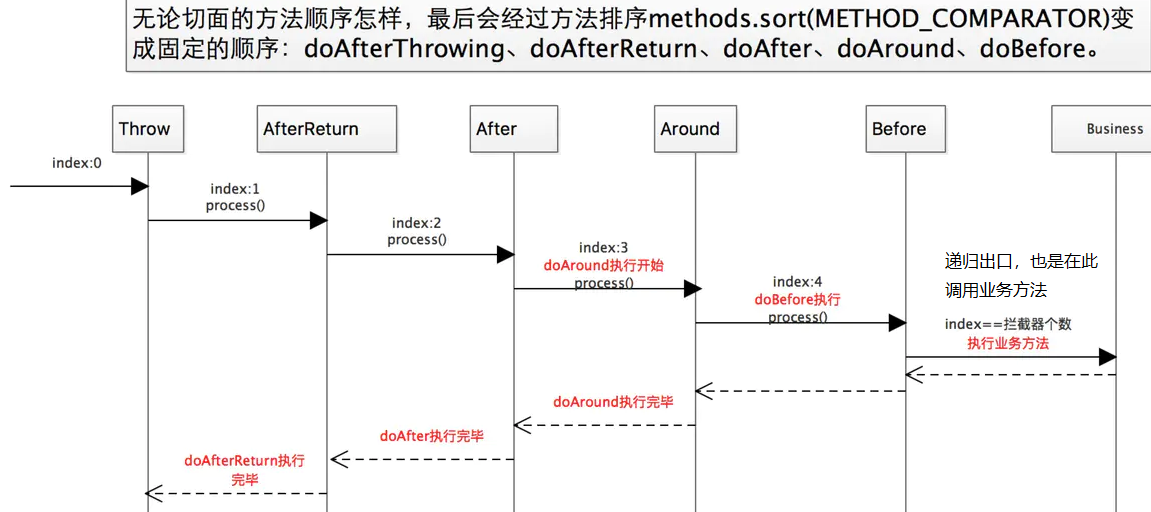 无论切面的方法顺序怎样，最后会经过方法排序methods.sort(METHOD_COMPARATOR)变
成固定的顺序：doAfterThrowing、doAfterReturn、doAfter、doAround、doBefore。
Throw
AfterReturn
After
Around
Before
Business
index:0
index:1
process()
index:2
process()
index:3
doAround执行开始
process()
index:4
doBefore执行
process()
递归出口，也是在此
调用业务方法
index==拦截器个数
执行业务方法
doAround执行完毕
doAfter执行完毕
doAfterReturn执行
完毕